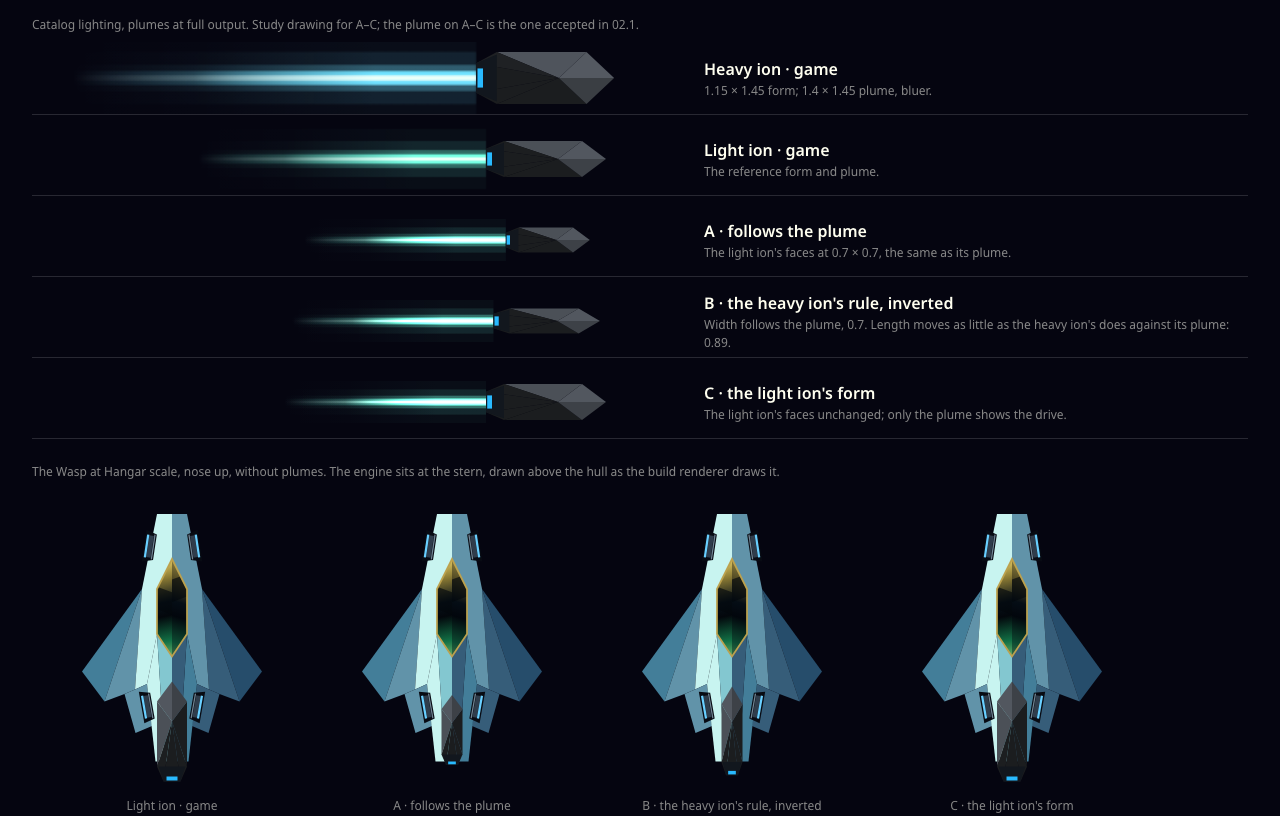 Catalog lighting, plumes at full output. Study drawing for A–C; the plume on A–C is the one accepted in 02.1.
Heavy ion · game
1.15 × 1.45 form; 1.4 × 1.45 plume, bluer.
Light ion · game
The reference form and plume.
A · follows the plume
The light ion's faces at 0.7 × 0.7, the same as its plume.
B · the heavy ion's rule, inverted
Width follows the plume, 0.7. Length moves as little as the heavy ion's does against its plume:
0.89.
C · the light ion's form
The light ion's faces unchanged; only the plume shows the drive.
The Wasp at Hangar scale, nose up, without plumes. The engine sits at the stern, drawn above the hull as the build renderer draws it.
Light ion · game
A · follows the plume
B · the heavy ion's rule, inverted
C · the light ion's form